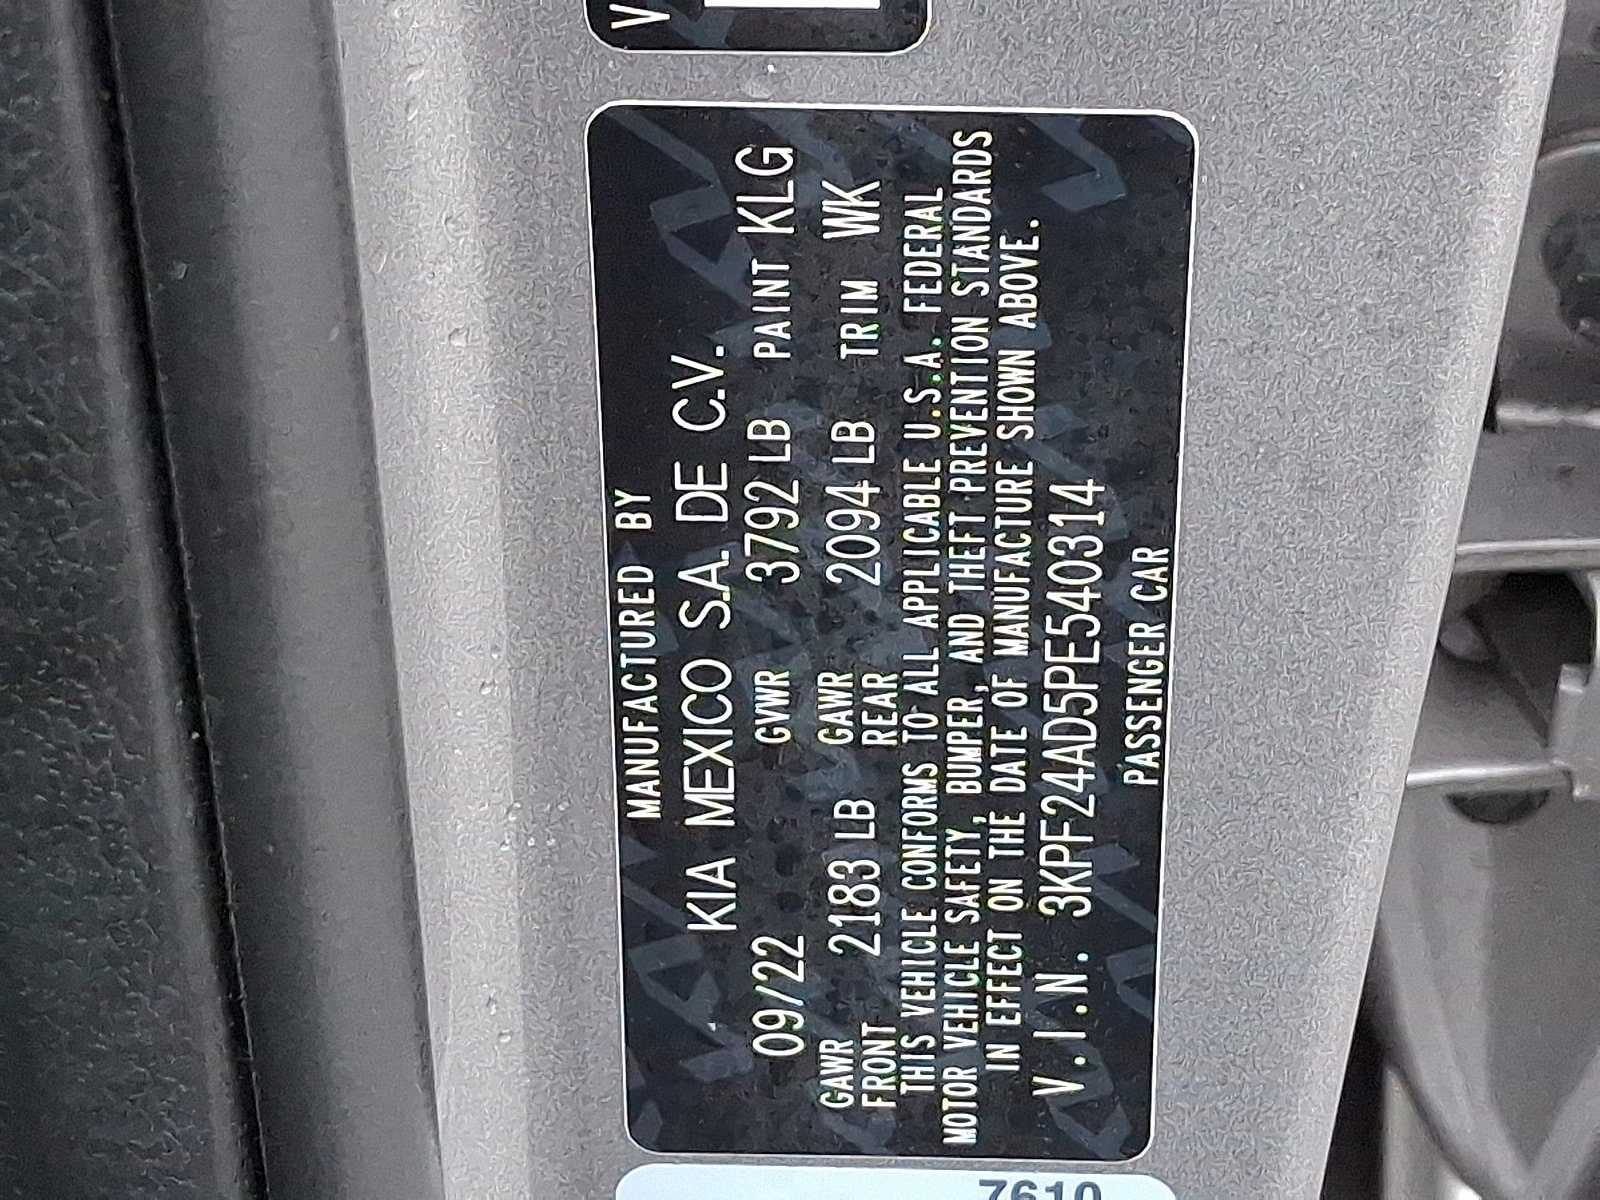 MANUFACTURED BY
KIA MEXICO S.A. DE C.V.
09/22 GVWR 3792 LB PAINT KLG
GAWR FRONT 2183 LB GAWR REAR 2094 LB TRIM WK
THIS VEHICLE CONFORMS TO ALL APPLICABLE U.S.A. FEDERAL
MOTOR VEHICLE SAFETY, BUMPER, AND THEFT PREVENTION STANDARDS
IN EFFECT ON THE DATE OF MANUFACTURE SHOWN ABOVE.
V.I.N. 3KPF24AD5PE540314
PASSENGER CAR
7610